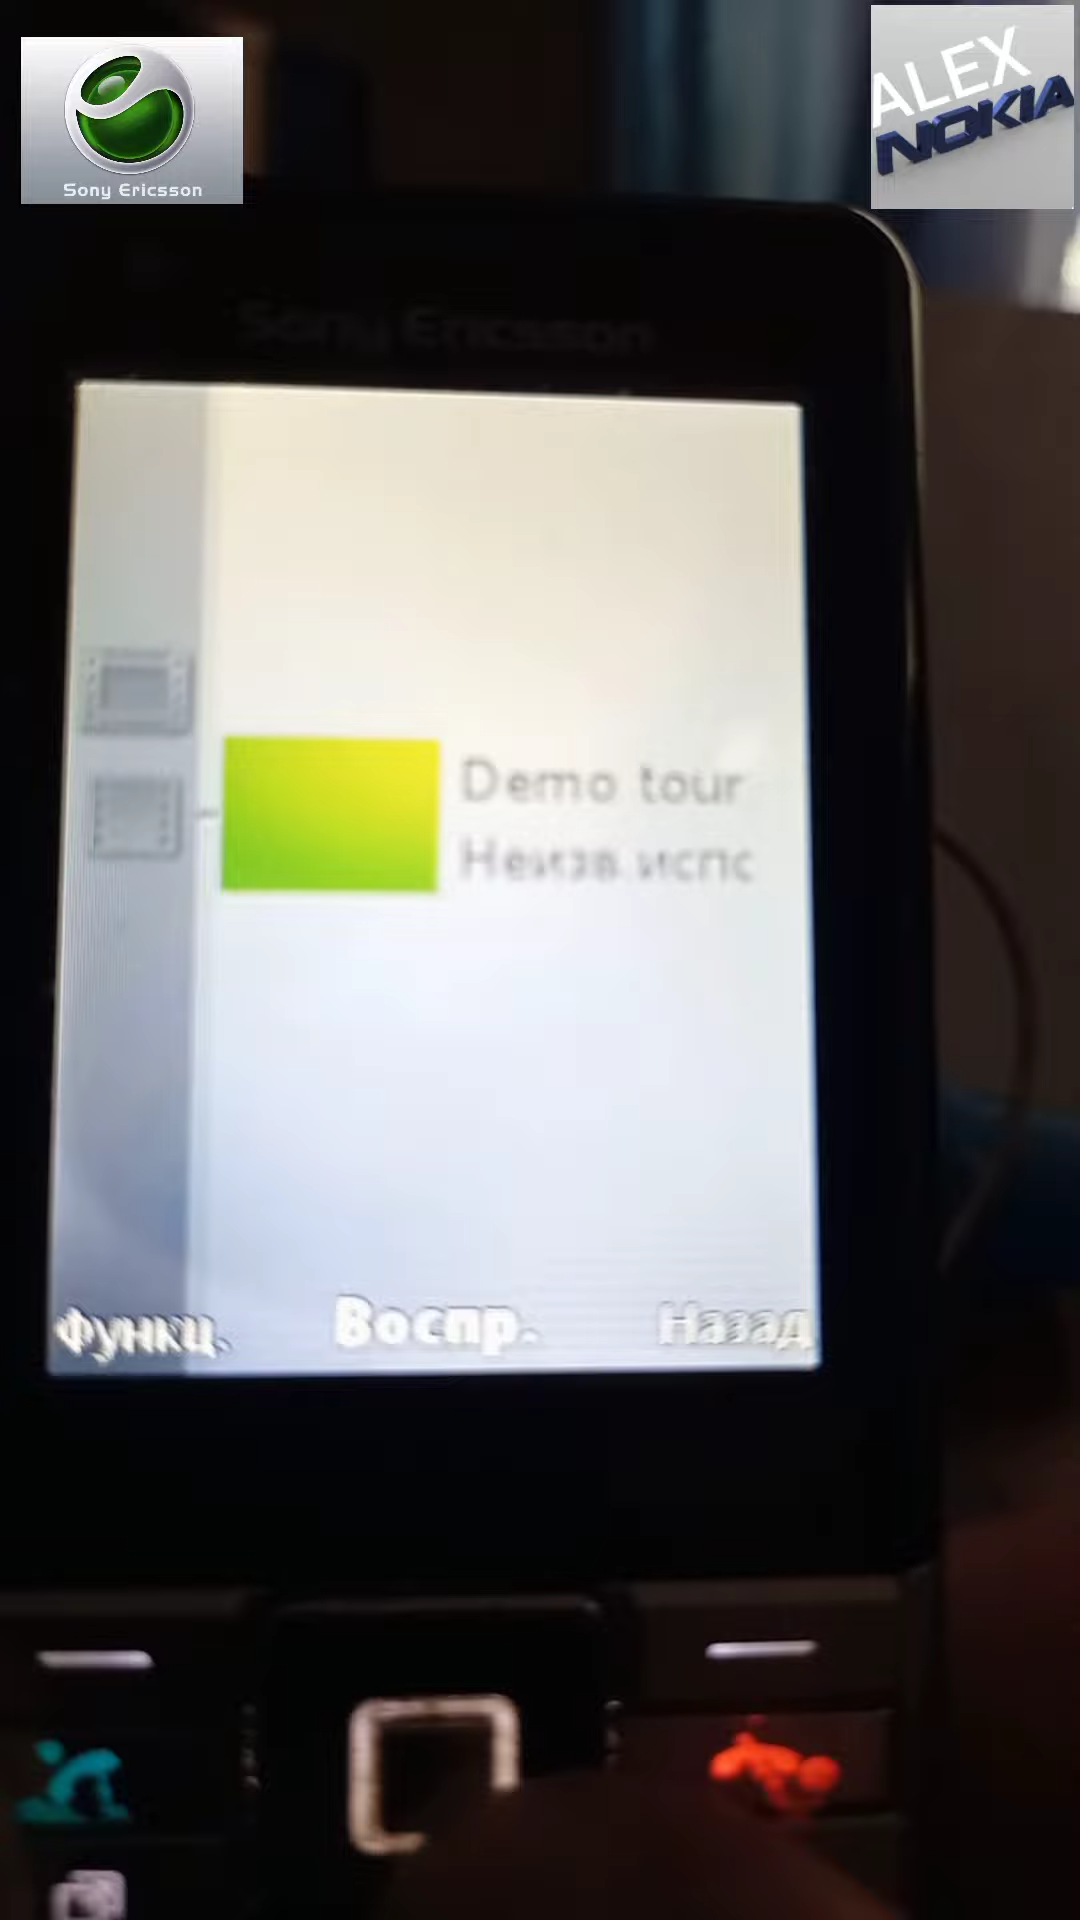 Sony Ericsson
ALEX
NOKIA
Sony Ericsson
Demo tour
Неизв.испс
Функц.
Воспр.
Назад